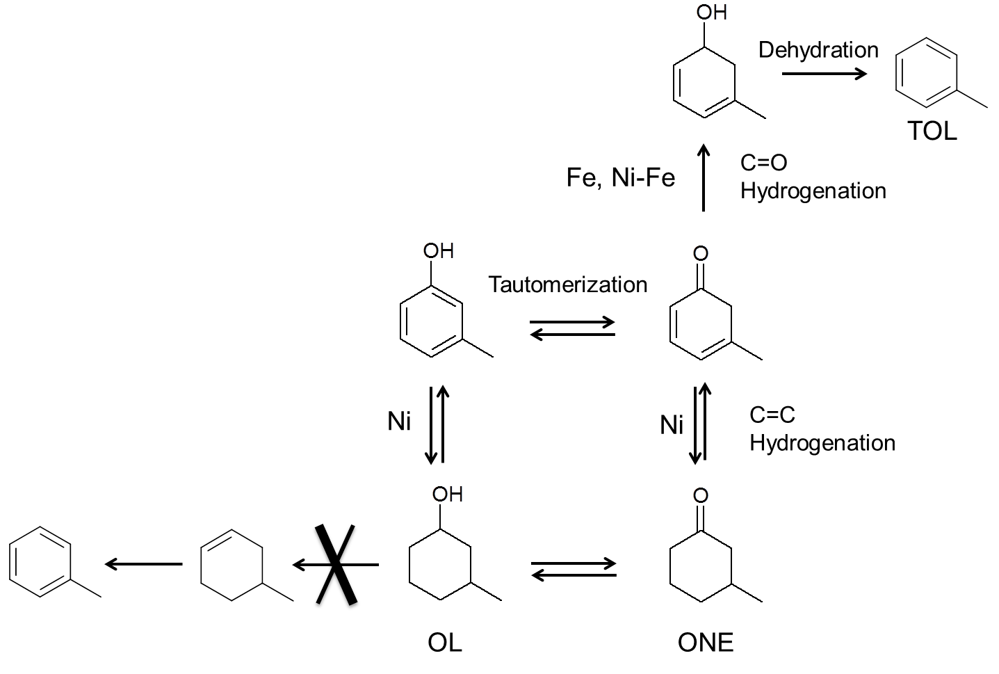 OH
Dehydration
TOL
Fe, Ni-Fe
C=O
Hydrogenation
OH
Tautomerization
O
Ni
Ni
C=C
Hydrogenation
OH
O
OL
ONE